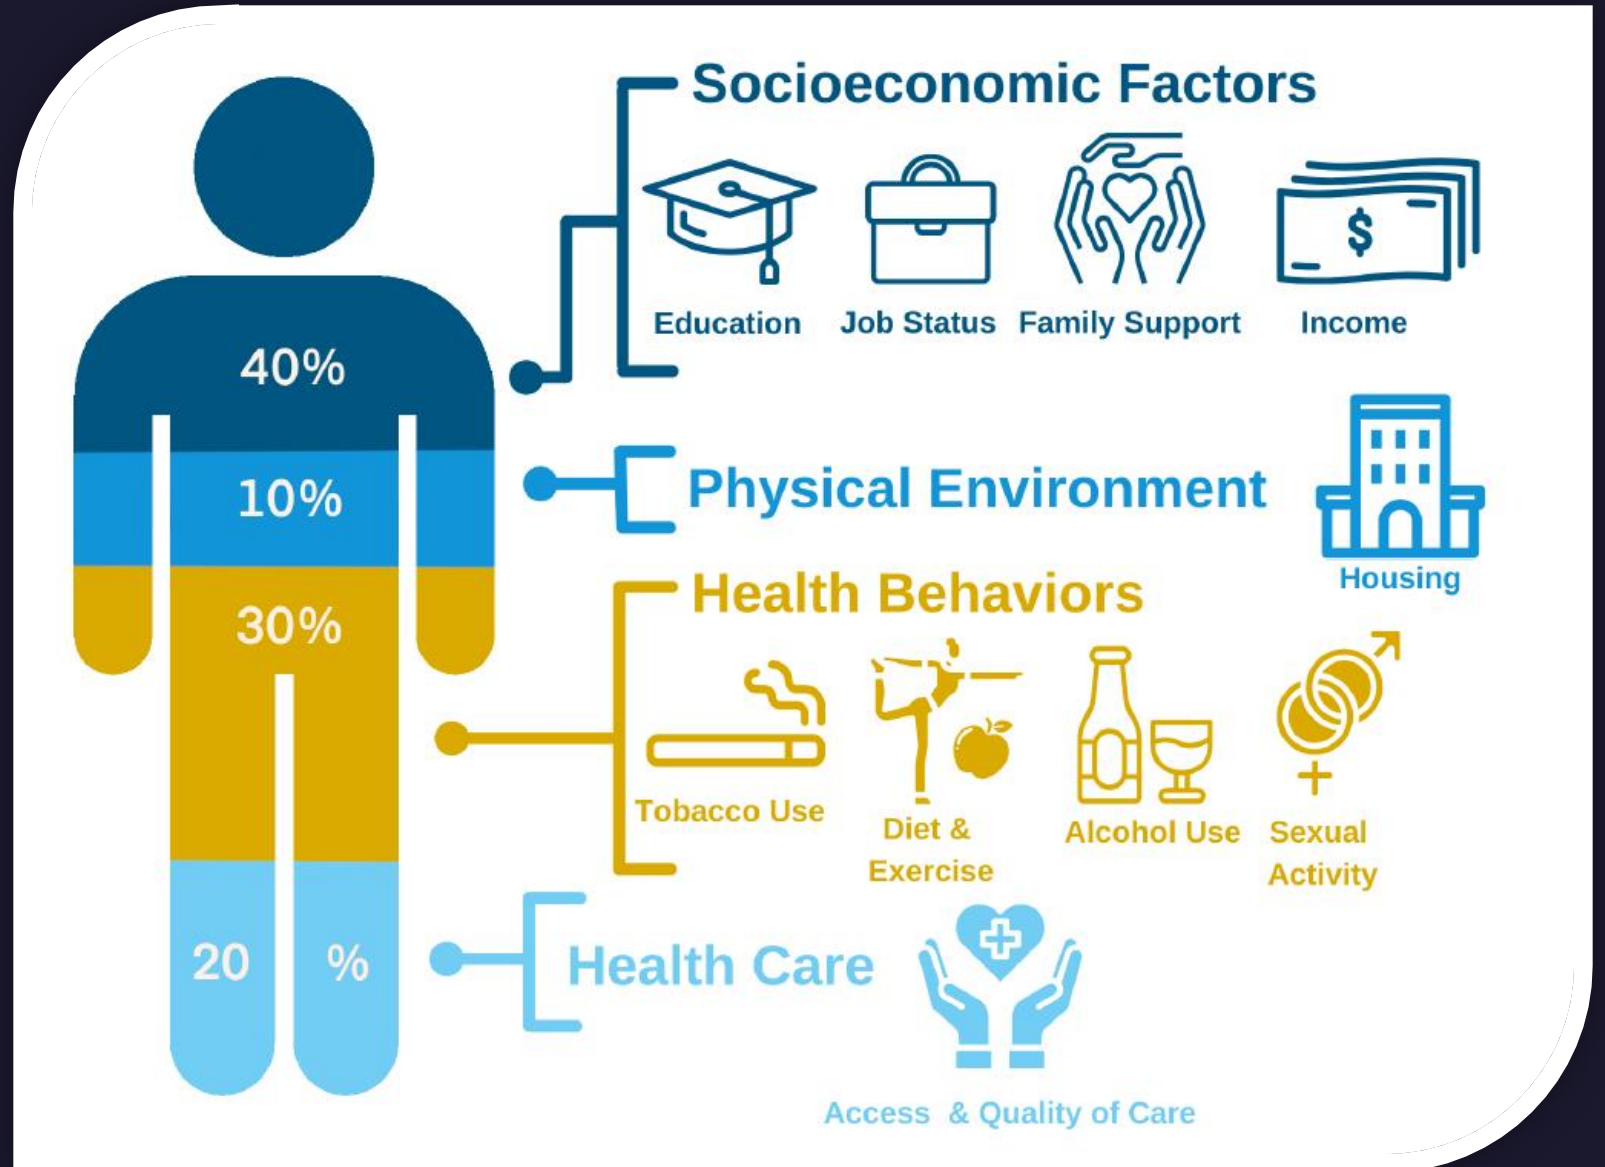 Socioeconomic Factors
$
Education Job Status Family Support Income
40%
10%
Physical Environment
Housing
30%
Health Behaviors
Tobacco Use
Diet &
Exercise
Alcohol Use
Sexual
Activity
20 %
Health Care
Access & Quality of Care